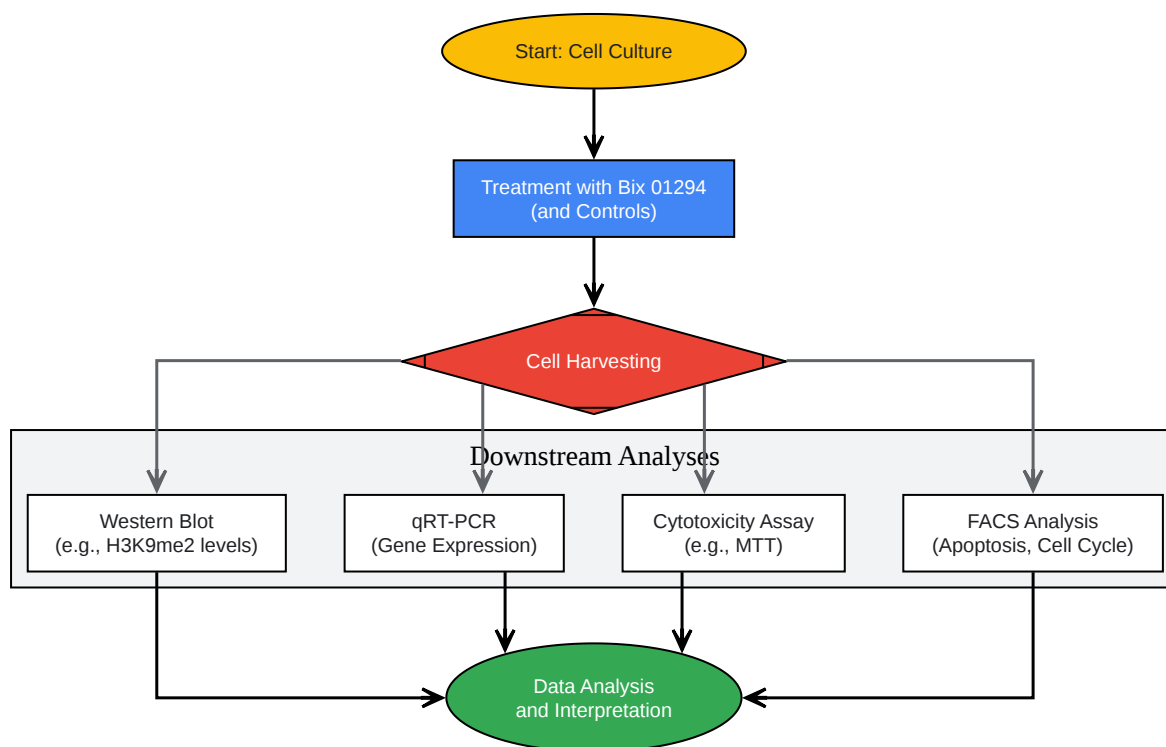 Start: Cell Culture
Treatment with Bix 01294
(and Controls)
Cell Harvesting
Downstream Analyses
Western Blot
(e.g., H3K9me2 levels)
qRT-PCR
(Gene Expression)
Cytotoxicity Assay
(e.g., MTT)
FACS Analysis
(Apoptosis, Cell Cycle)
Data Analysis
and Interpretation